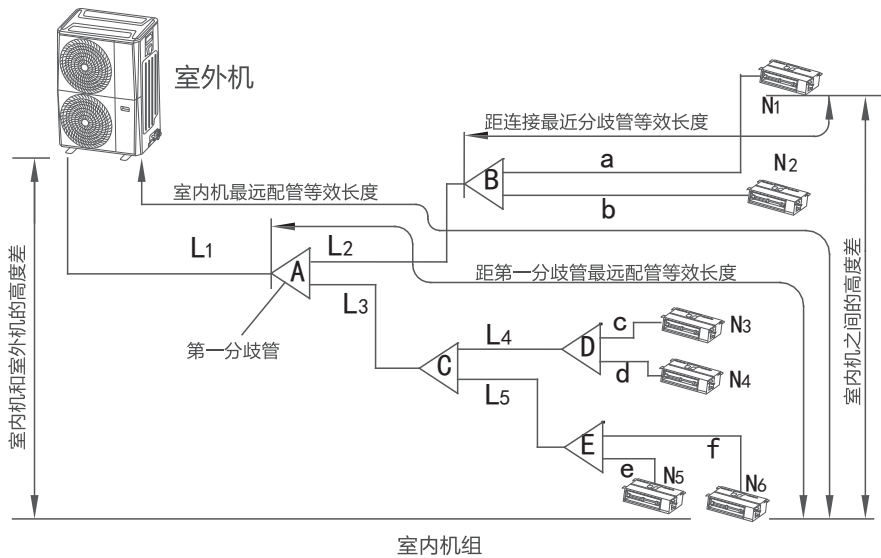 室外机
N1
距连接最近分歧管等效长度
a
N2
B
室内机最远配管等效长度
b
L1
A
L2
距第一分歧管最远配管等效长度
L3
第一分歧管
c
N3
L4
D
C
d
N4
L5
E
f
e
N5
N6
室内机和室外机的高度差
室内机之间的高度差
室内机组